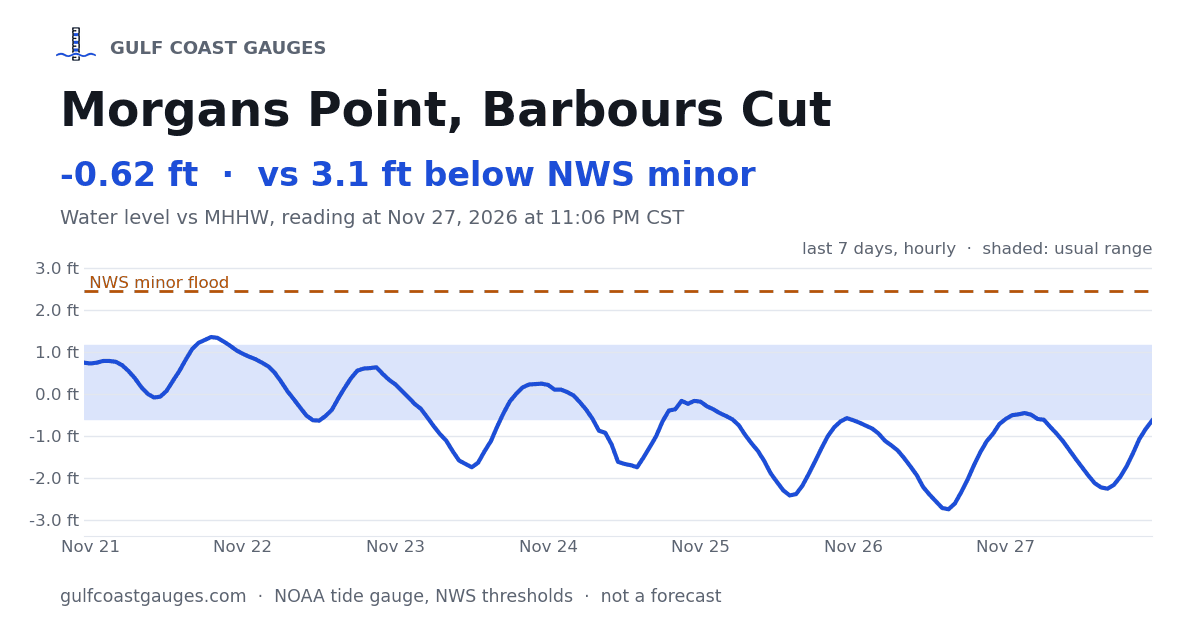 GULF COAST GAUGES
Morgans Point, Barbours Cut
-0.62 ft · vs 3.1 ft below NWS minor
Water level vs MHHW, reading at Nov 27, 2026 at 11:06 PM CST
last 7 days, hourly · shaded: usual range
3.0 ft
NWS minor flood
2.0 ft
1.0 ft
0.0 ft
-1.0 ft
-2.0 ft
-3.0 ft
Nov 21 Nov 22 Nov 23 Nov 24 Nov 25 Nov 26 Nov 27
gulfcoastgauges.com · NOAA tide gauge, NWS thresholds · not a forecast